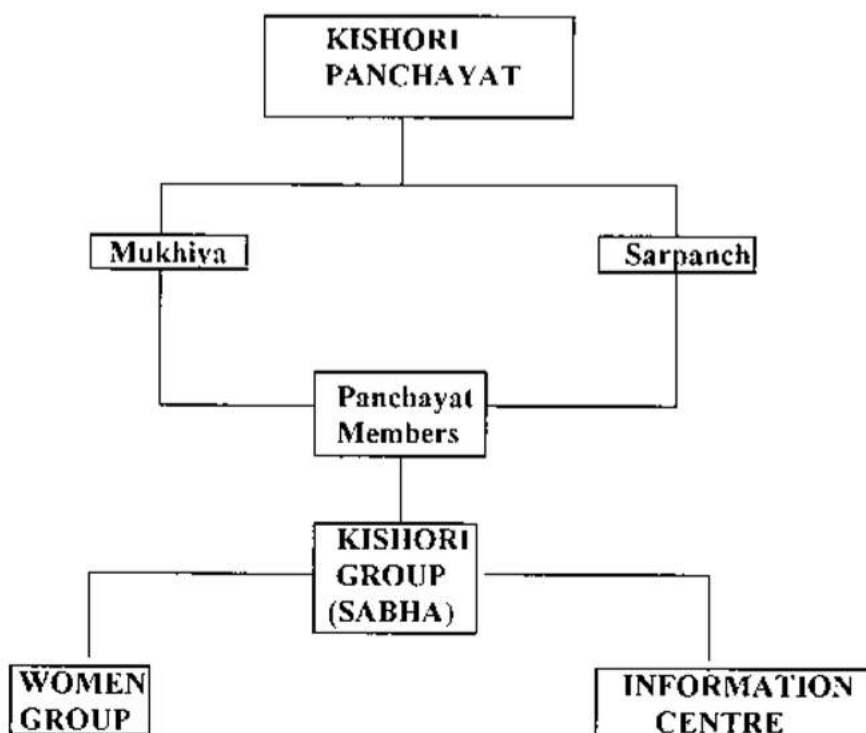 KISHORI
PANCHAYAT
Mukhiya
Sarpanch
Panchayat
Members
KISHORI
GROUP
(SABHA)
WOMEN
GROUP
INFORMATION
CENTRE